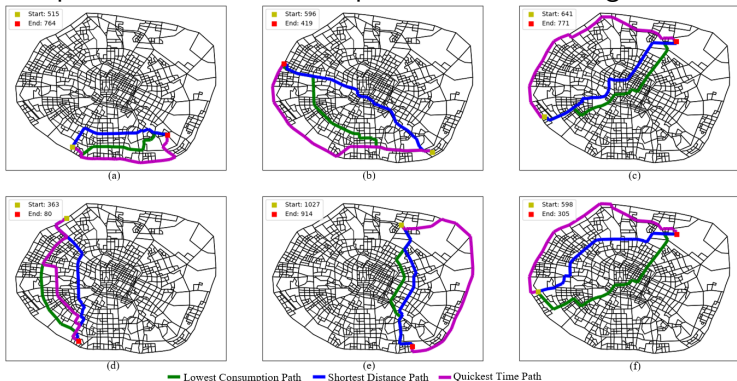 Start: 515
End: 764
(a)
Start: 596
End: 419
(b)
Start: 641
End: 771
(c)
Start: 363
End: 80
(d)
Start: 1027
End: 914
(e)
Start: 598
End: 305
(f)
Lowest Consumption Path Shortest Distance Path Quickest Time Path